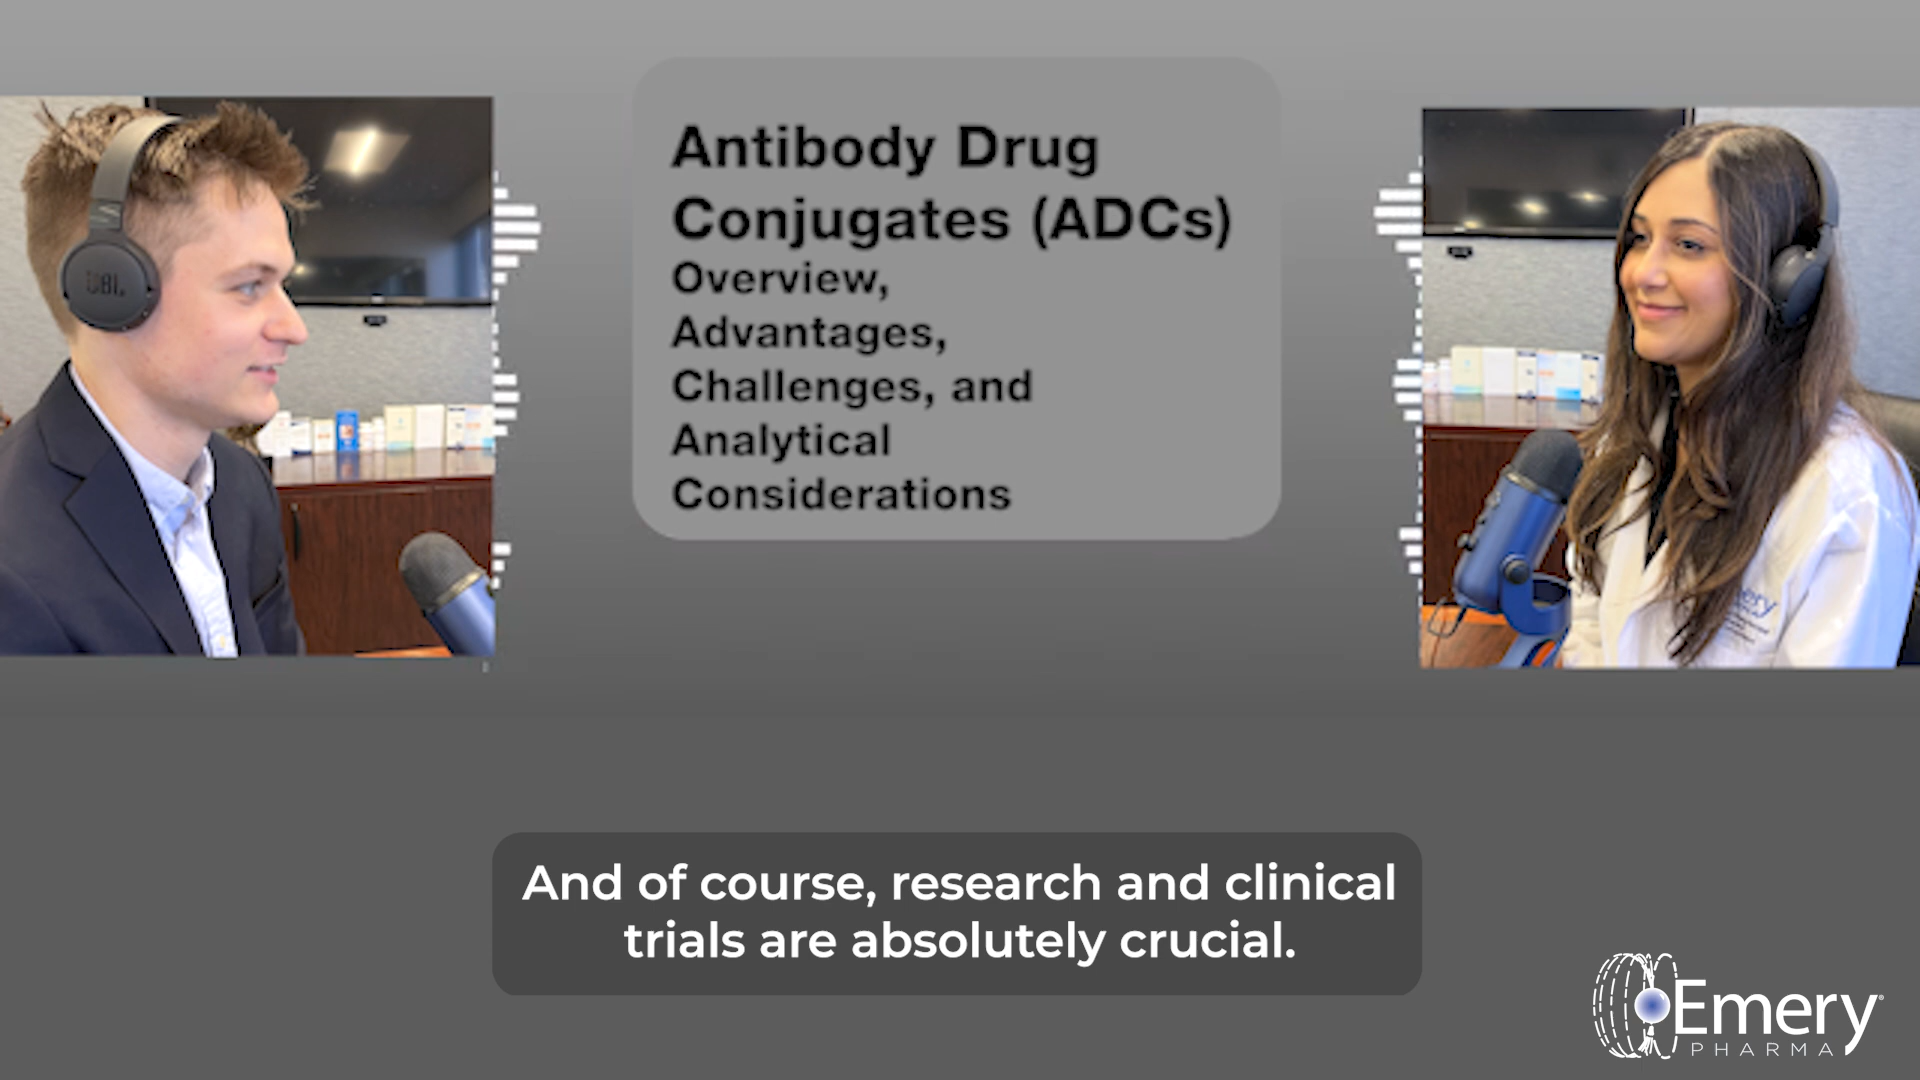 Antibody Drug
Conjugates (ADCs)
Overview,
Advantages,
Challenges, and
Analytical
Considerations
JBL
And of course, research and clinical
trials are absolutely crucial.
Emery
PHARMA